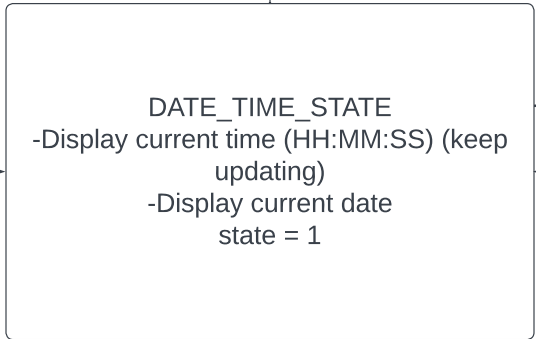 DATE_TIME_STATE
-Display current time (HH:MM:SS) (keep
updating)
-Display current date
state = 1